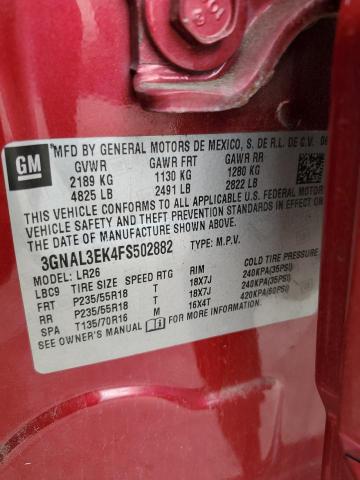 8.8
GM
MFD BY GENERAL MOTORS DE MEXICO, S. DE R.L. DE C.V.
GVWR GAWR FRT GAWR RR
2189 KG 1130 KG 1280 KG
4825 LB 2491 LB 2822 LB
THIS VEHICLE CONFORMS TO ALL APPLICABLE U.S. FEDERAL MOTOR
VEHICLE SAFETY AND THEFT PREVENTION STANDARDS IN EFFECT ON
THE DATE OF MANUFACTURE SHOWN ABOVE.
3GNAL3EK4FS502882 TYPE: M.P.V.
MODEL: LR26
LBC9 TIRE SIZE SPEED RTG RIM COLD TIRE PRESSURE
FRT P235/55R18 T 18X7J 240KPA(35PSI)
RR P235/55R18 T 18X7J 240KPA(35PSI)
SPA T135/70R16 M 16X4T 420KPA(60PSI)
SEE OWNER'S MANUAL FOR MORE INFORMATION.